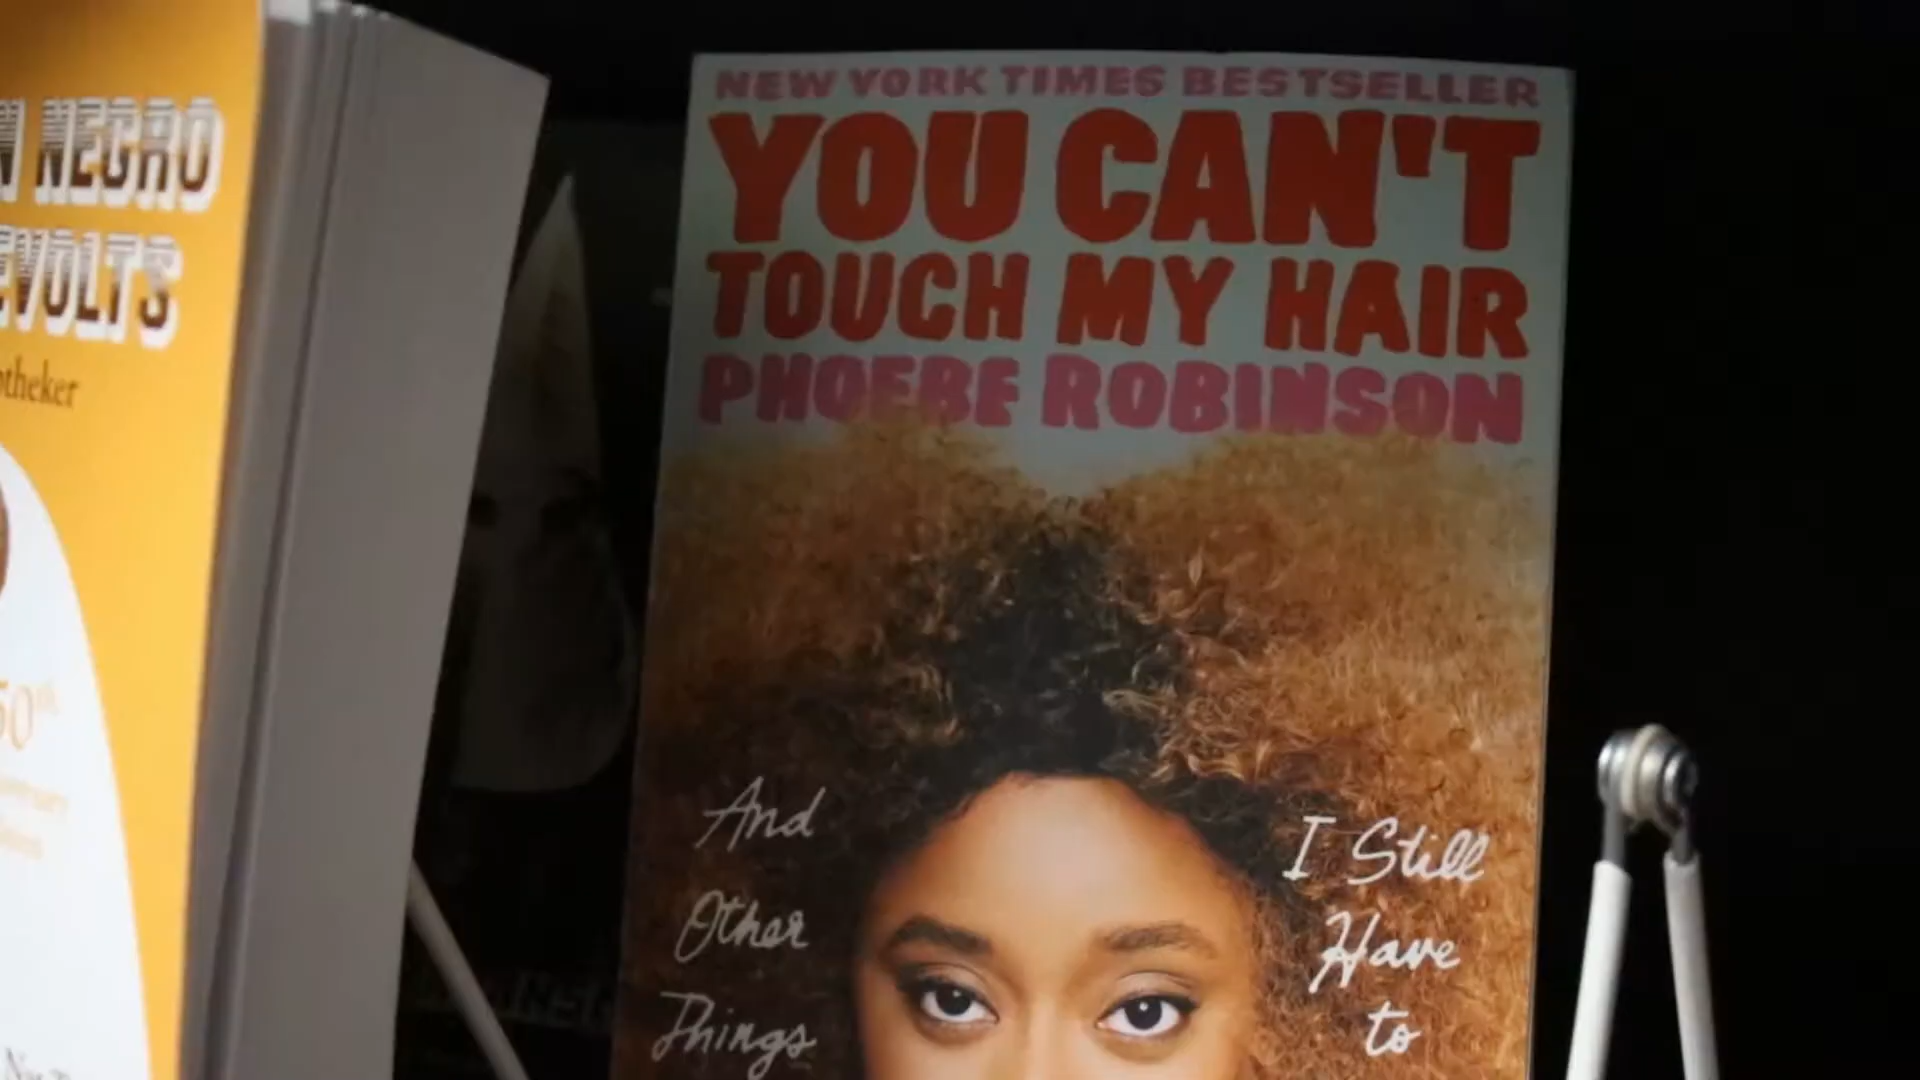 NEGRO
otheker
50th
NEW YORK TIMES BESTSELLER
YOU CAN'T
TOUCH MY HAIR
PHOEBE ROBINSON
And
Other
Things
I Still
Have
to